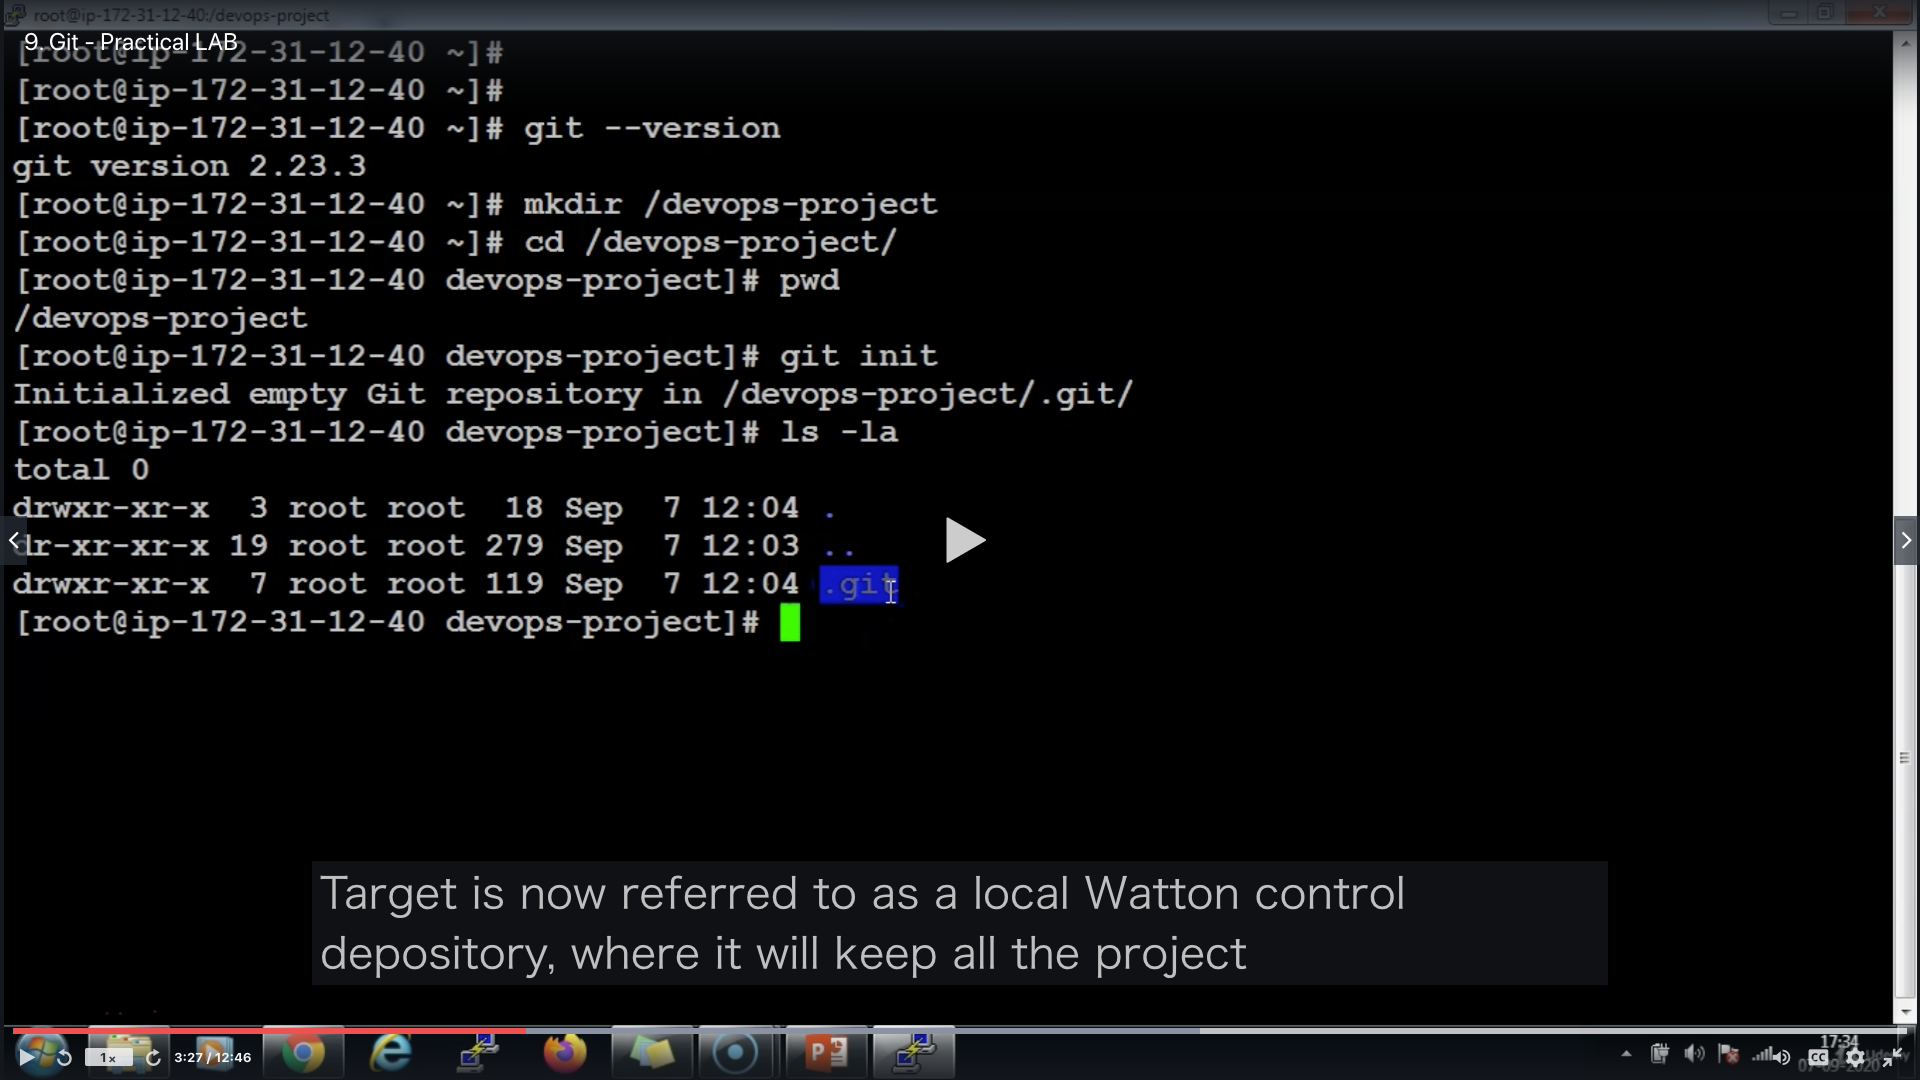 root@ip-172-31-12-40:/devops-project
9. Git - Practical LAB
[root@ip-172-31-12-40 ~]#
[root@ip-172-31-12-40 ~]#
[root@ip-172-31-12-40 ~]# git --version
git version 2.23.3
[root@ip-172-31-12-40 ~]# mkdir /devops-project
[root@ip-172-31-12-40 ~]# cd /devops-project/
[root@ip-172-31-12-40 devops-project]# pwd
/devops-project
[root@ip-172-31-12-40 devops-project]# git init
Initialized empty Git repository in /devops-project/.git/
[root@ip-172-31-12-40 devops-project]# ls -la
total 0
drwxr-xr-x  3 root root  18 Sep  7 12:04 .
dr-xr-xr-x 19 root root 279 Sep  7 12:03 ..
drwxr-xr-x  7 root root 119 Sep  7 12:04 .git
[root@ip-172-31-12-40 devops-project]#
Target is now referred to as a local Watton control
depository, where it will keep all the project
1x
3:27 / 12:46
17:34
CC
07-09-2020